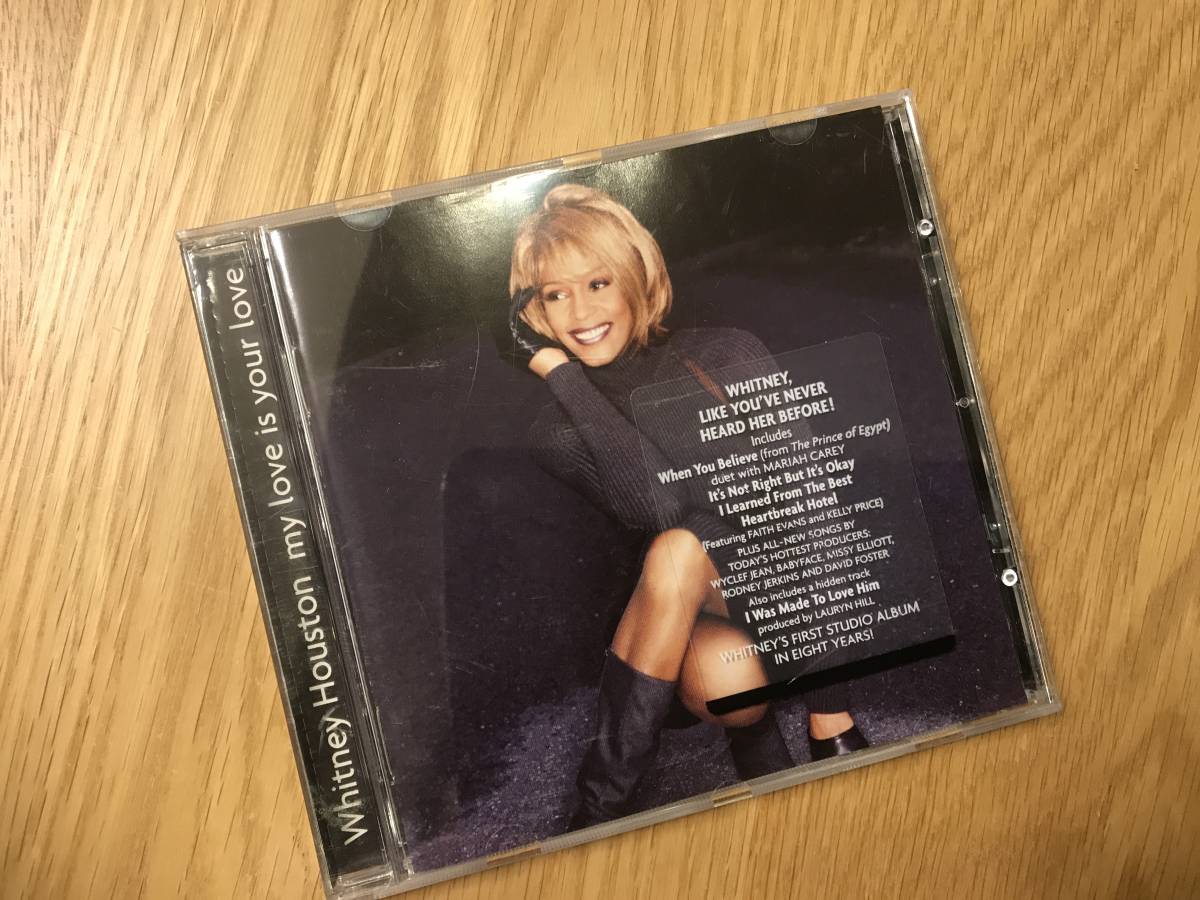 Whitney Houston my love is your love
WHITNEY,
LIKE YOU'VE NEVER
HEARD HER BEFORE!
Includes
When You Believe (from The Prince of Egypt)
duet with MARIAH CAREY
It's Not Right But It's Okay
I Learned From The Best
Heartbreak Hotel
(Featuring FAITH EVANS and KELLY PRICE)
PLUS ALL-NEW SONGS BY
TODAY'S HOTTEST PRODUCERS:
WYCLEF JEAN, BABYFACE, MISSY ELLIOTT,
RODNEY JERKINS AND DAVID FOSTER
Also includes a hidden track
I Was Made To Love Him
produced by LAURYN HILL
WHITNEY'S FIRST STUDIO ALBUM
IN EIGHT YEARS!